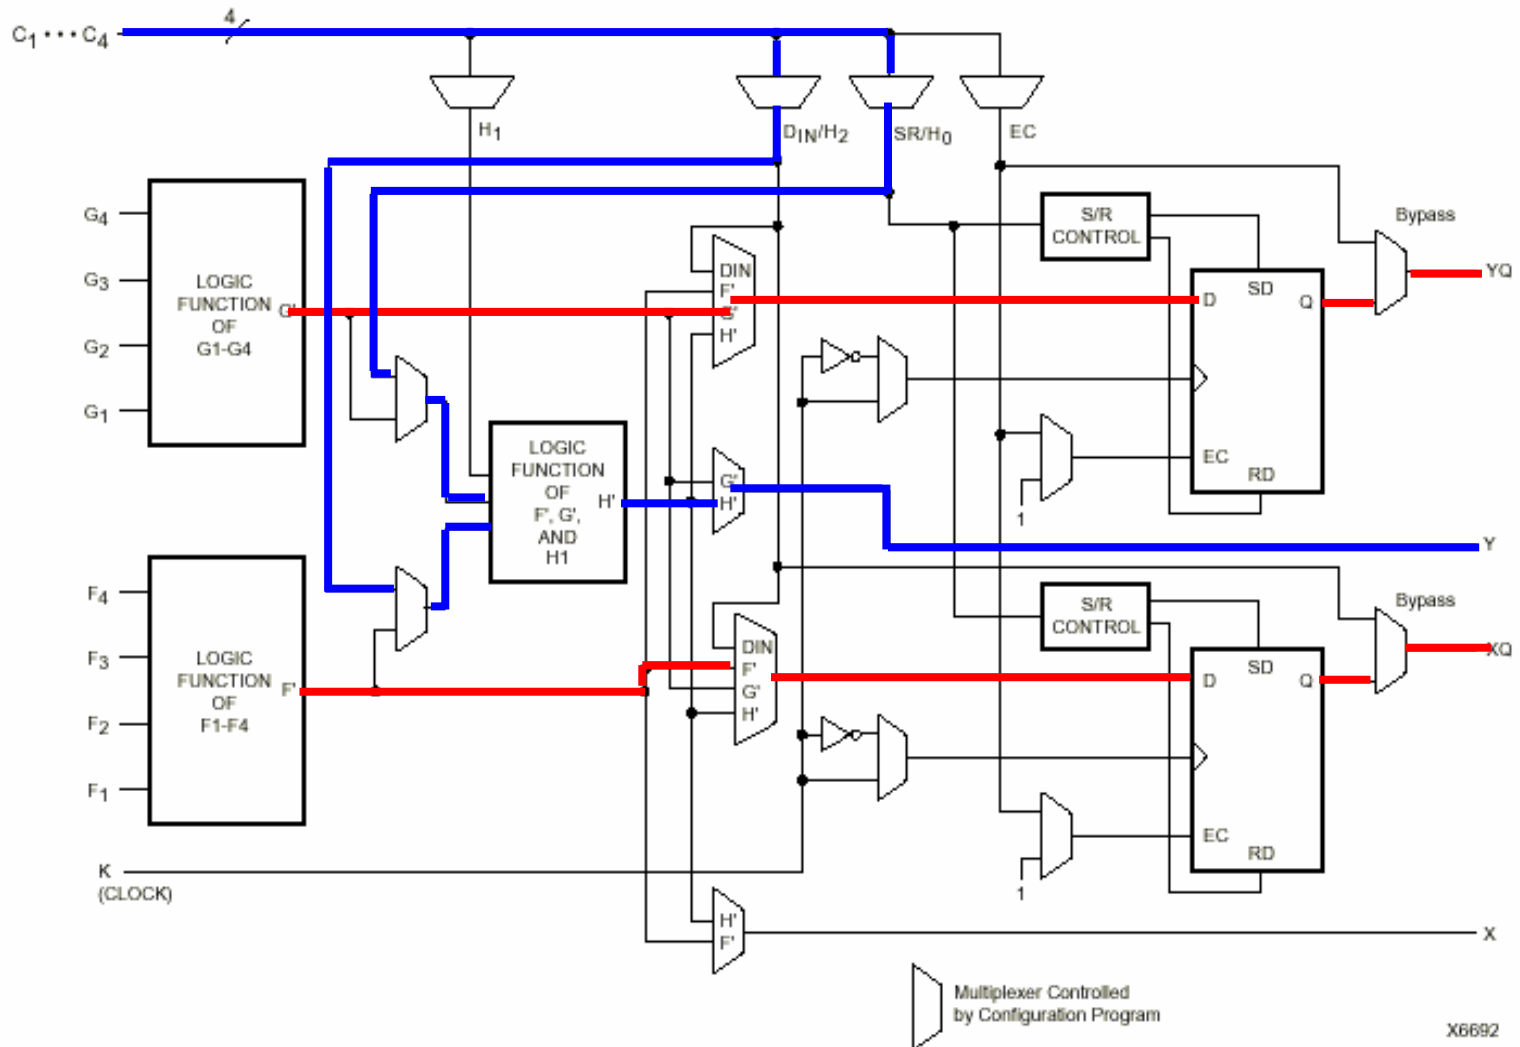 4
C1 • • • C4
H1
DIN/H2
SR/H0
EC
G4
G3
G2
G1
LOGIC
FUNCTION
OF
G1-G4
G'
DIN
F'
G'
H'
S/R
CONTROL
Bypass
YQ
D
SD
Q
EC
RD
1
LOGIC
FUNCTION
OF
F', G',
AND
H1
H'
G'
H'
Y
F4
F3
F2
F1
LOGIC
FUNCTION
OF
F1-F4
F'
DIN
F'
G'
H'
S/R
CONTROL
Bypass
XQ
D
SD
Q
EC
RD
1
K
(CLOCK)
H'
F'
X
Multiplexer Controlled
by Configuration Program
X6692